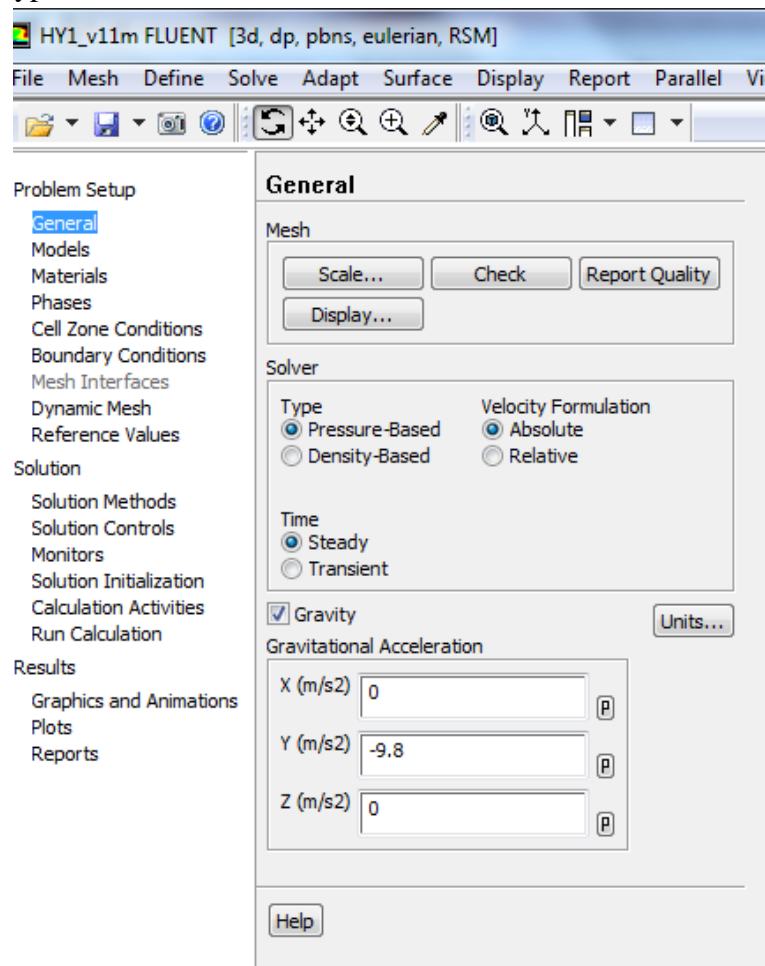 yp
HY1_v11m FLUENT [3d, dp, pbns, eulerian, RSM]
File Mesh Define Solve Adapt Surface Display Report Parallel Vi
Problem Setup
General
Models
Materials
Phases
Cell Zone Conditions
Boundary Conditions
Mesh Interfaces
Dynamic Mesh
Reference Values
Solution
Solution Methods
Solution Controls
Monitors
Solution Initialization
Calculation Activities
Run Calculation
Results
Graphics and Animations
Plots
Reports
General
Mesh
Scale... Check Report Quality
Display...
Solver
Type Velocity Formulation
Pressure-Based Absolute
Density-Based Relative
Time
Steady
Transient
Gravity Units...
Gravitational Acceleration
X (m/s2) 0 P
Y (m/s2) -9.8 P
Z (m/s2) 0 P
Help